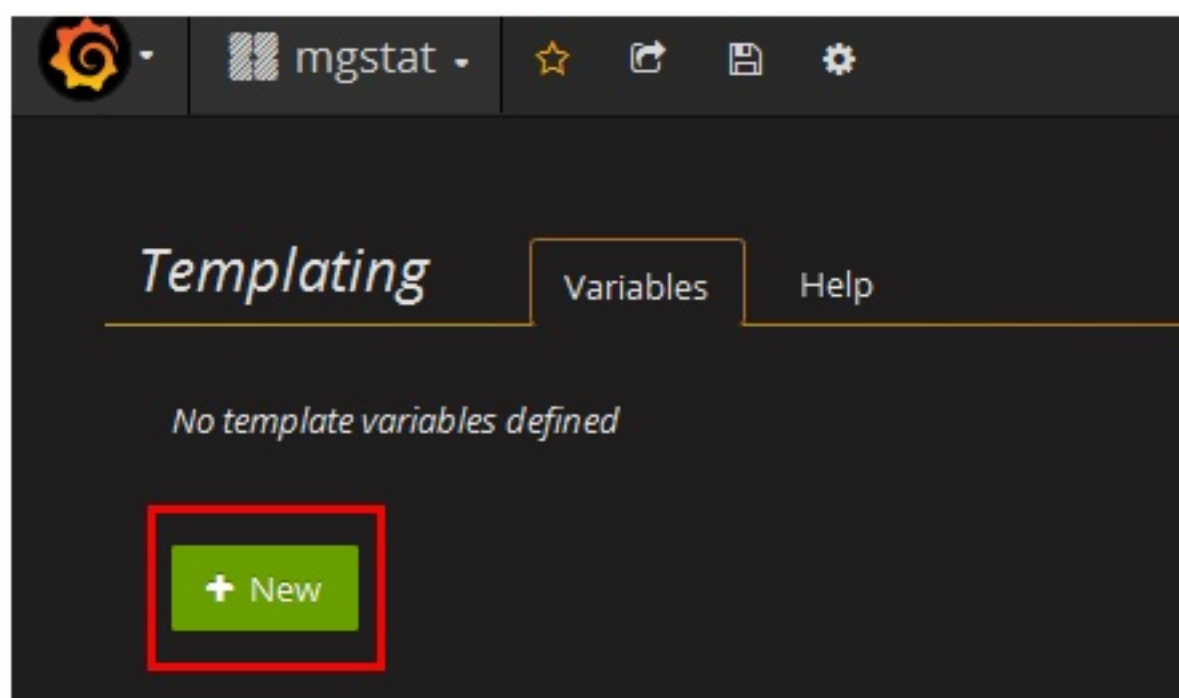 mgstat
Templating Variables Help
No template variables defined
+ New